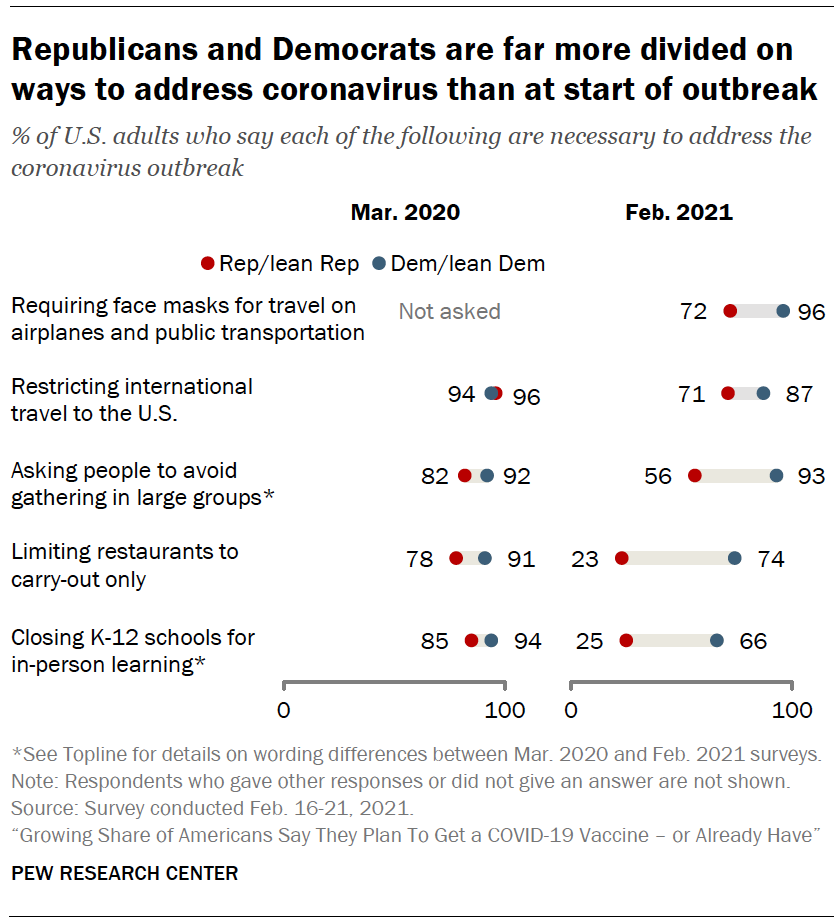 Republicans and Democrats are far more divided on
ways to address coronavirus than at start of outbreak
% of U.S. adults who say each of the following are necessary to address the
coronavirus outbreak
Mar. 2020 Feb. 2021
Rep/lean Rep Dem/lean Dem
Requiring face masks for travel on
airplanes and public transportation
Not asked 72 96
Restricting international
travel to the U.S.
94 96 71 87
Asking people to avoid
gathering in large groups*
82 92 56 93
Limiting restaurants to
carry-out only
78 91 23 74
Closing K-12 schools for
in-person learning*
85 94 25 66
0 100 0 100
*See Topline for details on wording differences between Mar. 2020 and Feb. 2021 surveys.
Note: Respondents who gave other responses or did not give an answer are not shown.
Source: Survey conducted Feb. 16-21, 2021.
“Growing Share of Americans Say They Plan To Get a COVID-19 Vaccine – or Already Have”
PEW RESEARCH CENTER